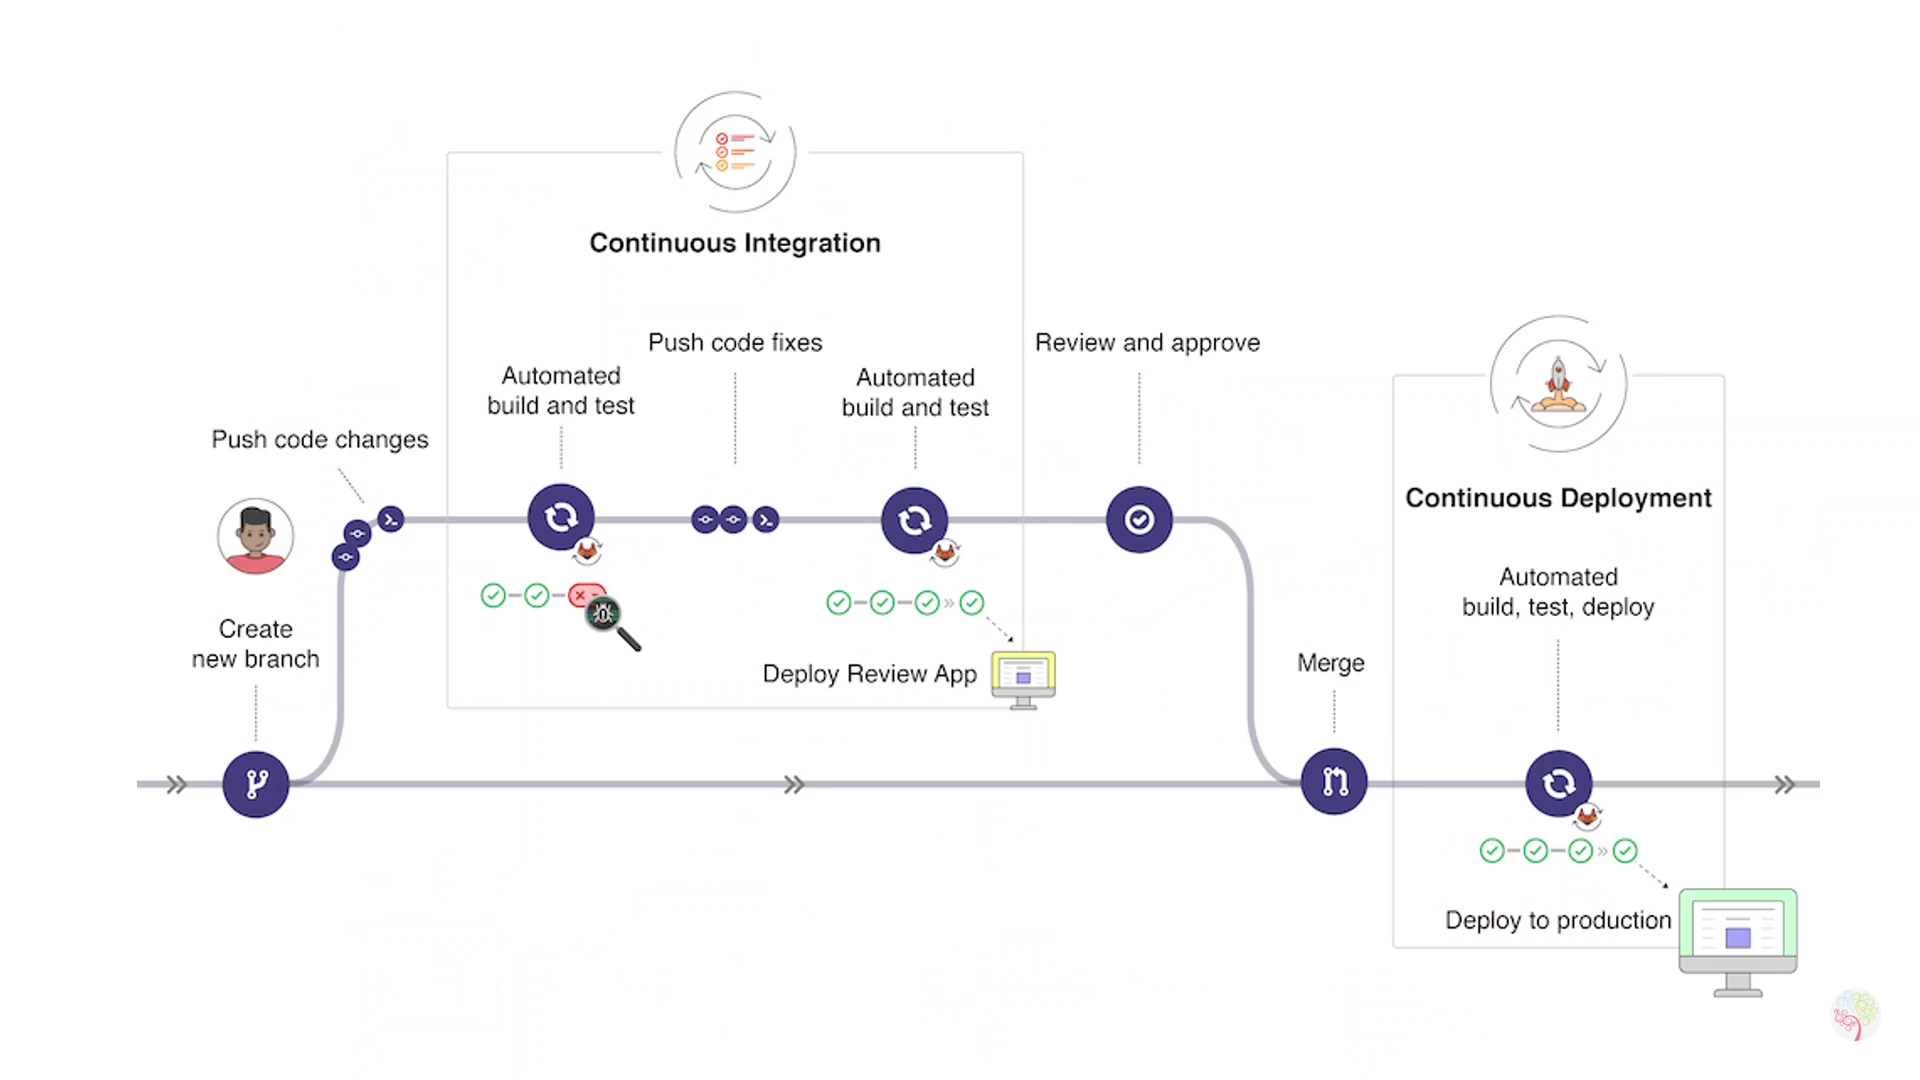 Continuous Integration
Push code fixes
Review and approve
Automated
build and test
Automated
build and test
Push code changes
Continuous Deployment
Automated
build, test, deploy
Create
new branch
Merge
Deploy Review App
Deploy to production